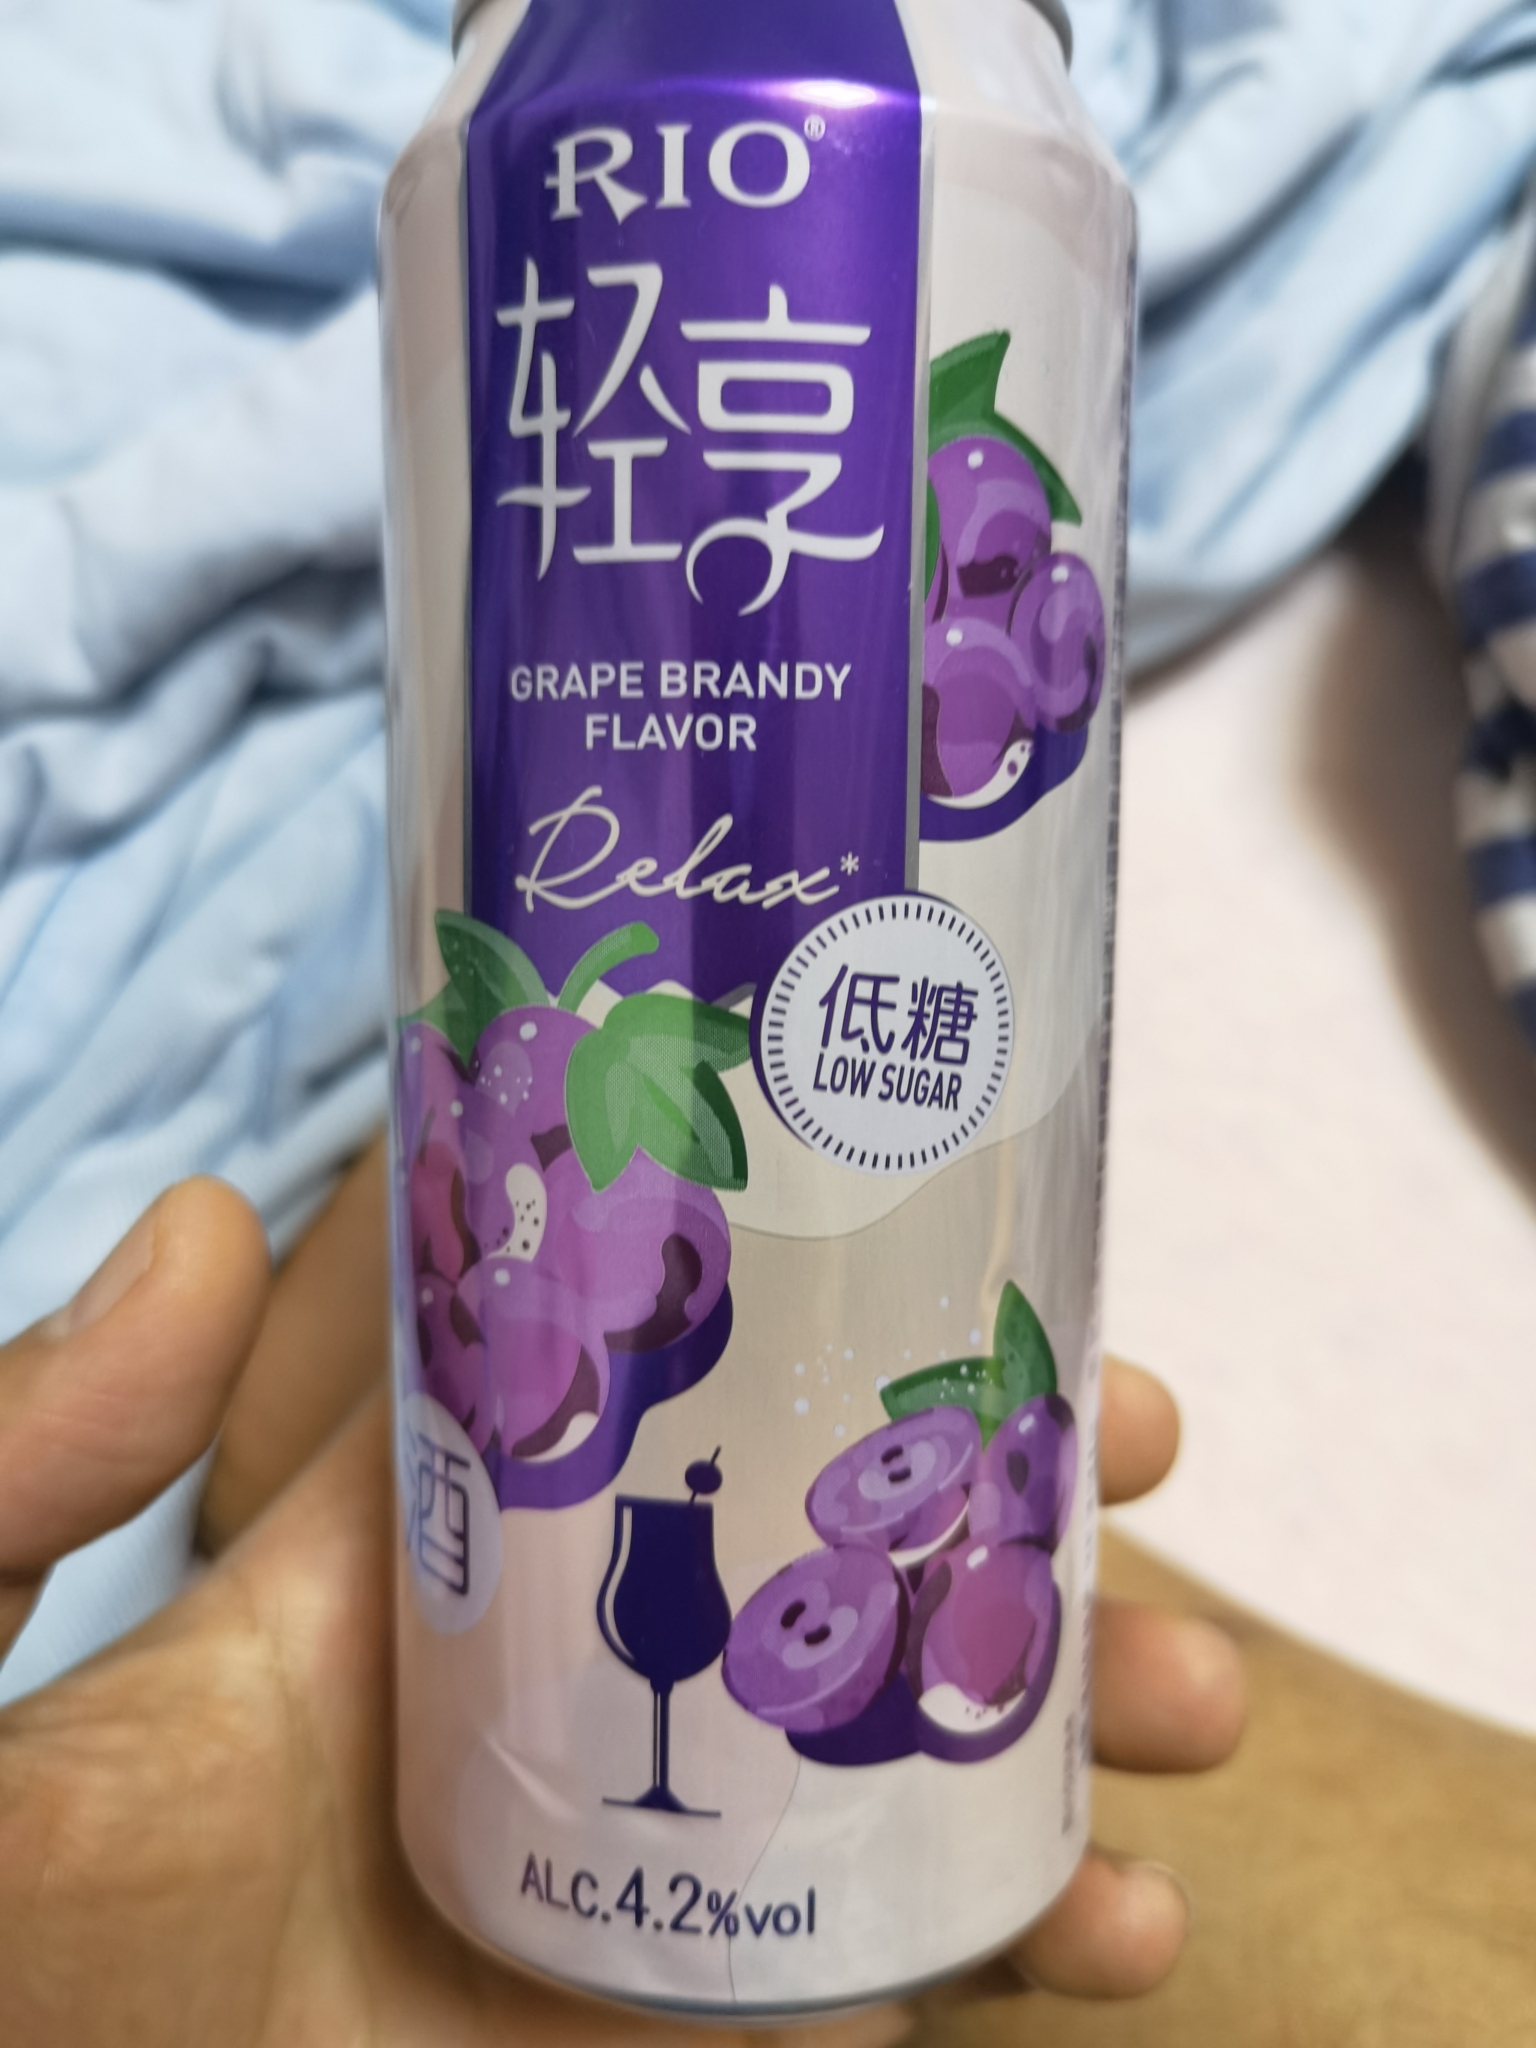 RIO®
轻享
GRAPE BRANDY
FLAVOR
Relax*
低糖
LOW SUGAR
酒
ALC.4.2%vol